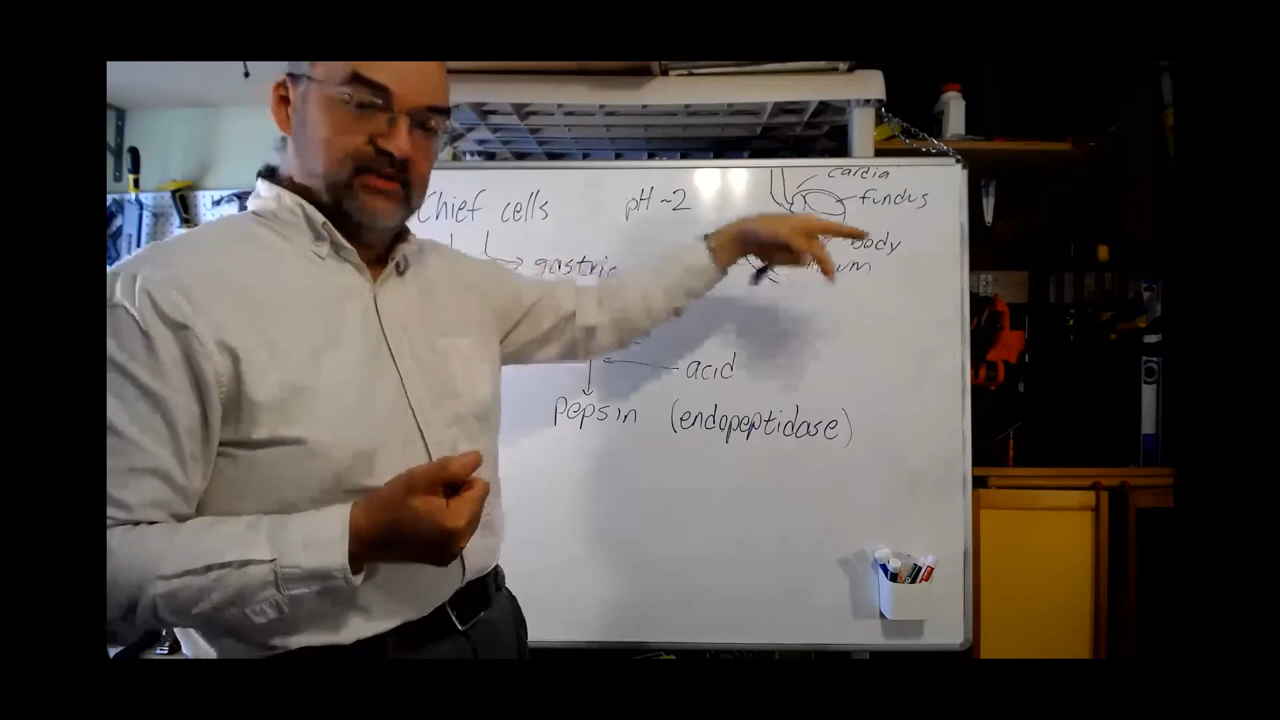 cardia
Chief cells pH ~2 fundus
body
gastric
acid
pepsin (endopeptidase)